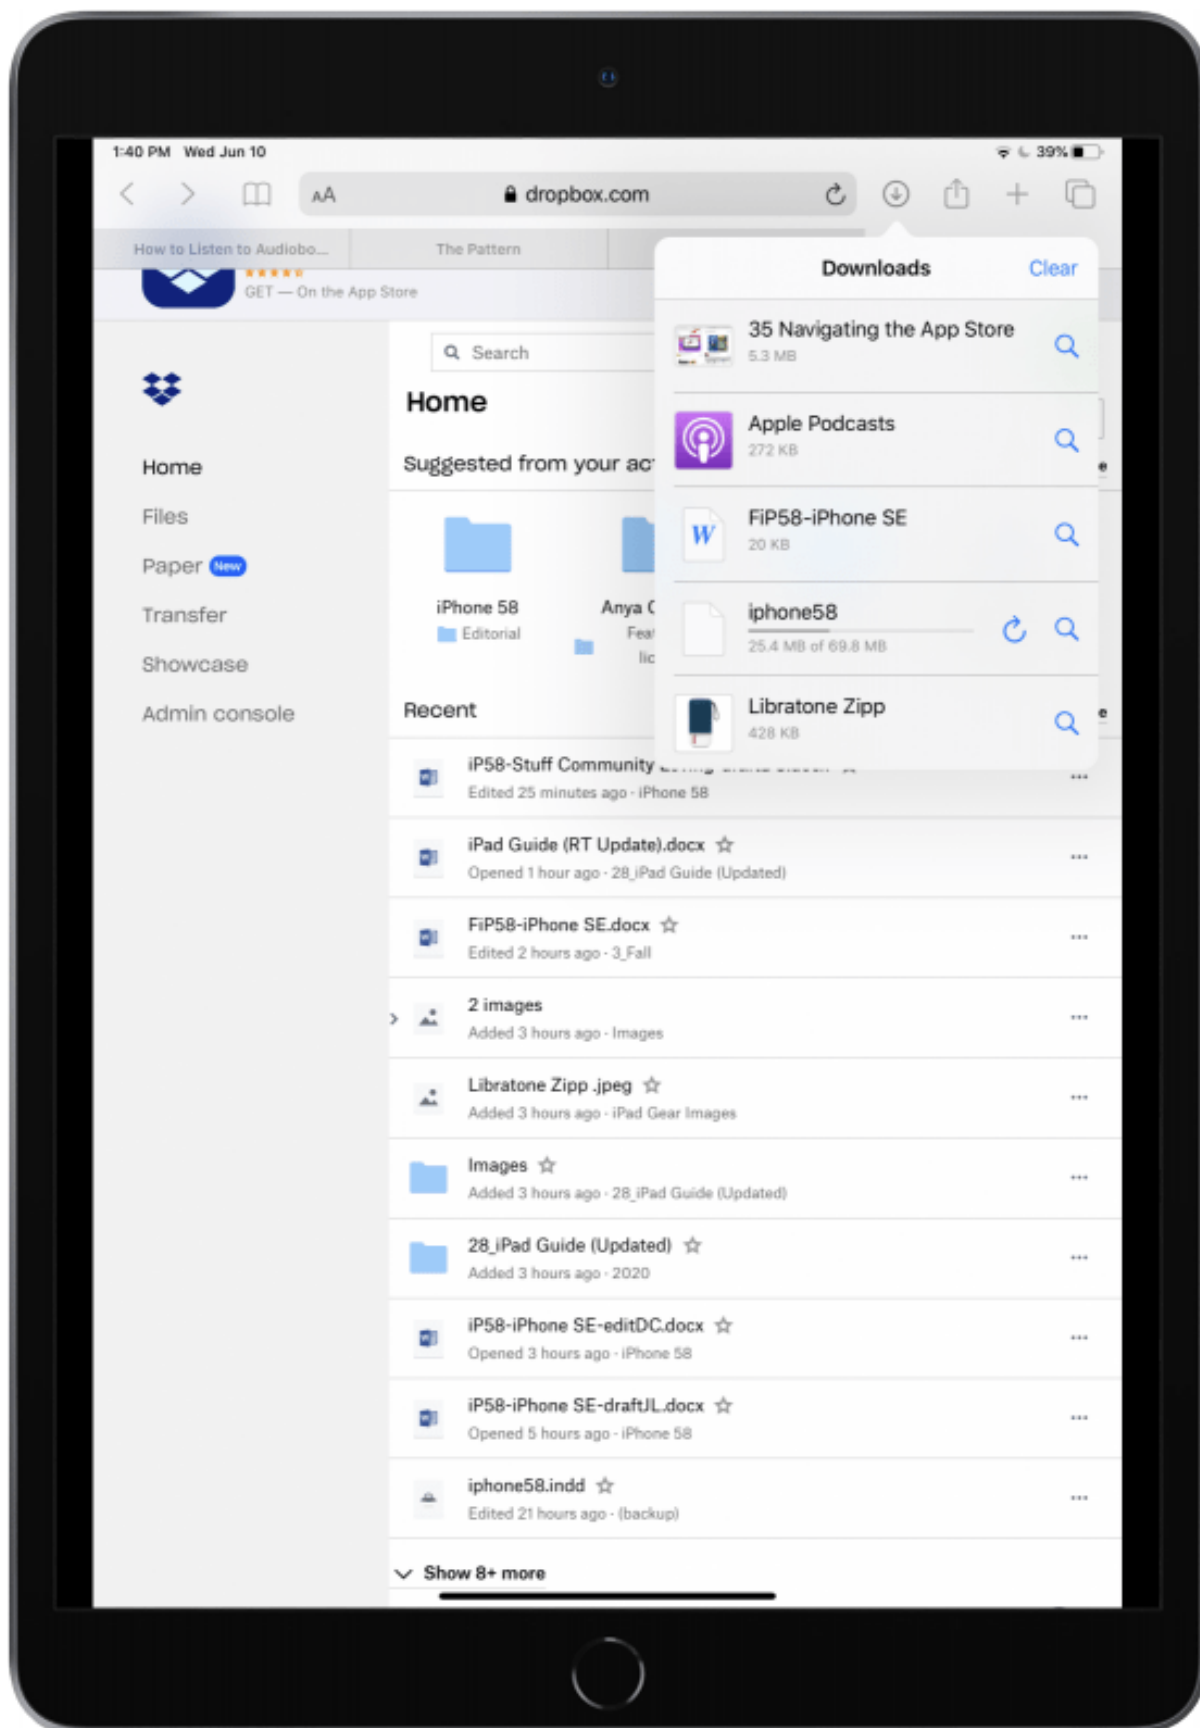 1:40 PM Wed Jun 10
39%
AA
dropbox.com
How to Listen to Audiobo...
The Pattern
Downloads
Clear
35 Navigating the App Store
5.3 MB
Apple Podcasts
272 KB
FiP58-iPhone SE
20 KB
iphone58
25.4 MB of 69.8 MB
Libratone Zipp
428 KB
GET — On the App Store
Home
Files
Paper New
Transfer
Showcase
Admin console
Search
Home
Suggested from your ac
iPhone 58
Editorial
Anya
Recent
iP58-Stuff Community
Edited 25 minutes ago · iPhone 58
iPad Guide (RT Update).docx
Opened 1 hour ago · 28_iPad Guide (Updated)
FiP58-iPhone SE.docx
Edited 2 hours ago · 3_Fall
2 images
Added 3 hours ago · Images
Libratone Zipp .jpeg
Added 3 hours ago · iPad Gear Images
Images
Added 3 hours ago · 28_iPad Guide (Updated)
28_iPad Guide (Updated)
Added 3 hours ago · 2020
iP58-iPhone SE-editDC.docx
Opened 3 hours ago · iPhone 58
iP58-iPhone SE-draftJL.docx
Opened 5 hours ago · iPhone 58
iphone58.indd
Edited 21 hours ago · (backup)
Show 8+ more